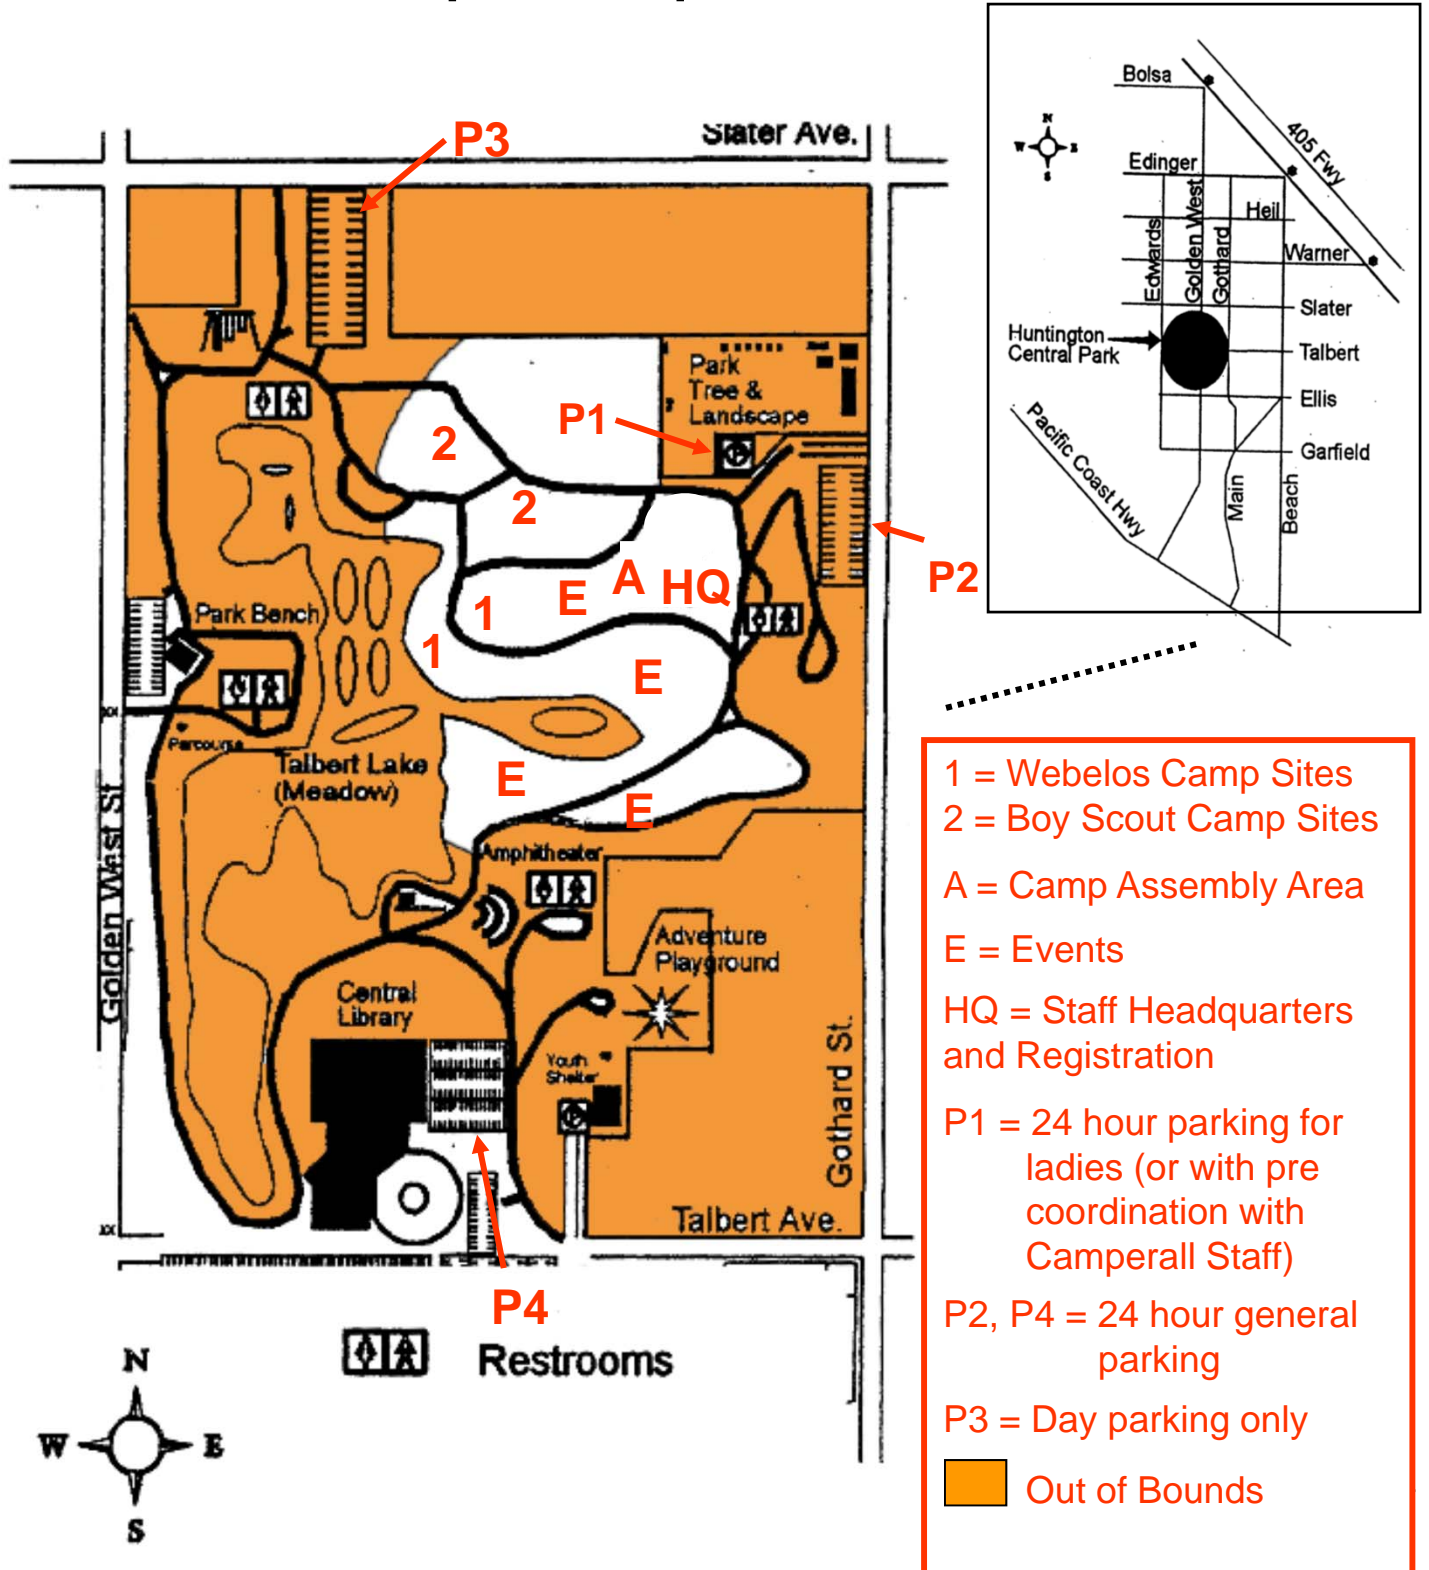 Slater Ave.
P3
Park
Tree &
Landscape
P1
2
2
P2
A
HQ
E
1
1
E
Park Bench
Parcourse
Talbert Lake
(Meadow)
E
E
Amphitheater
Adventure
Playground
Central
Library
Youth
Shelter
Golden West St.
Gothard St.
Talbert Ave.
P4
Restrooms
N
W
E
S
Bolsa
405 Fwy
N
W
E
S
Edinger
Heil
Edwards
Golden West
Gothard
Warner
Slater
Huntington
Central Park
Talbert
Ellis
Garfield
Pacific Coast Hwy
Main
Beach
1 = Webelos Camp Sites
2 = Boy Scout Camp Sites
A = Camp Assembly Area
E = Events
HQ = Staff Headquarters
and Registration
P1 = 24 hour parking for
ladies (or with pre
coordination with
Camperall Staff)
P2, P4 = 24 hour general
parking
P3 = Day parking only
Out of Bounds